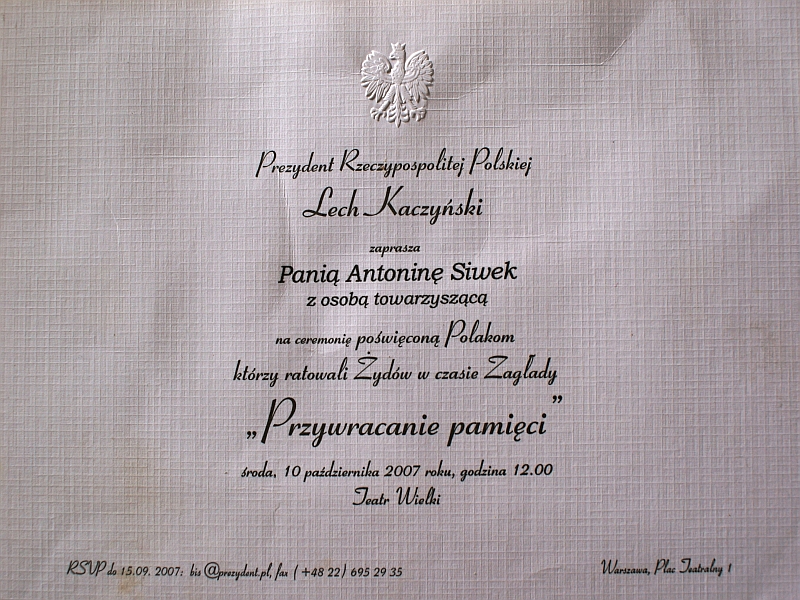 Prezydent Rzeczypospolitej Polskiej
Lech Kaczyński
zaprasza
Panią Antoninę Siwek
z osobą towarzyszącą
na ceremonię poświęconą Polakom
którzy ratowali Żydów w czasie Zagłady
„Przywracanie pamięci”
środa, 10 października 2007 roku, godzina 12.00
Teatr Wielki
RSVP do 15.09. 2007: bis @prezydent.pl, fax ( +48 22) 695 29 35
Warszawa, Plac Teatralny 1